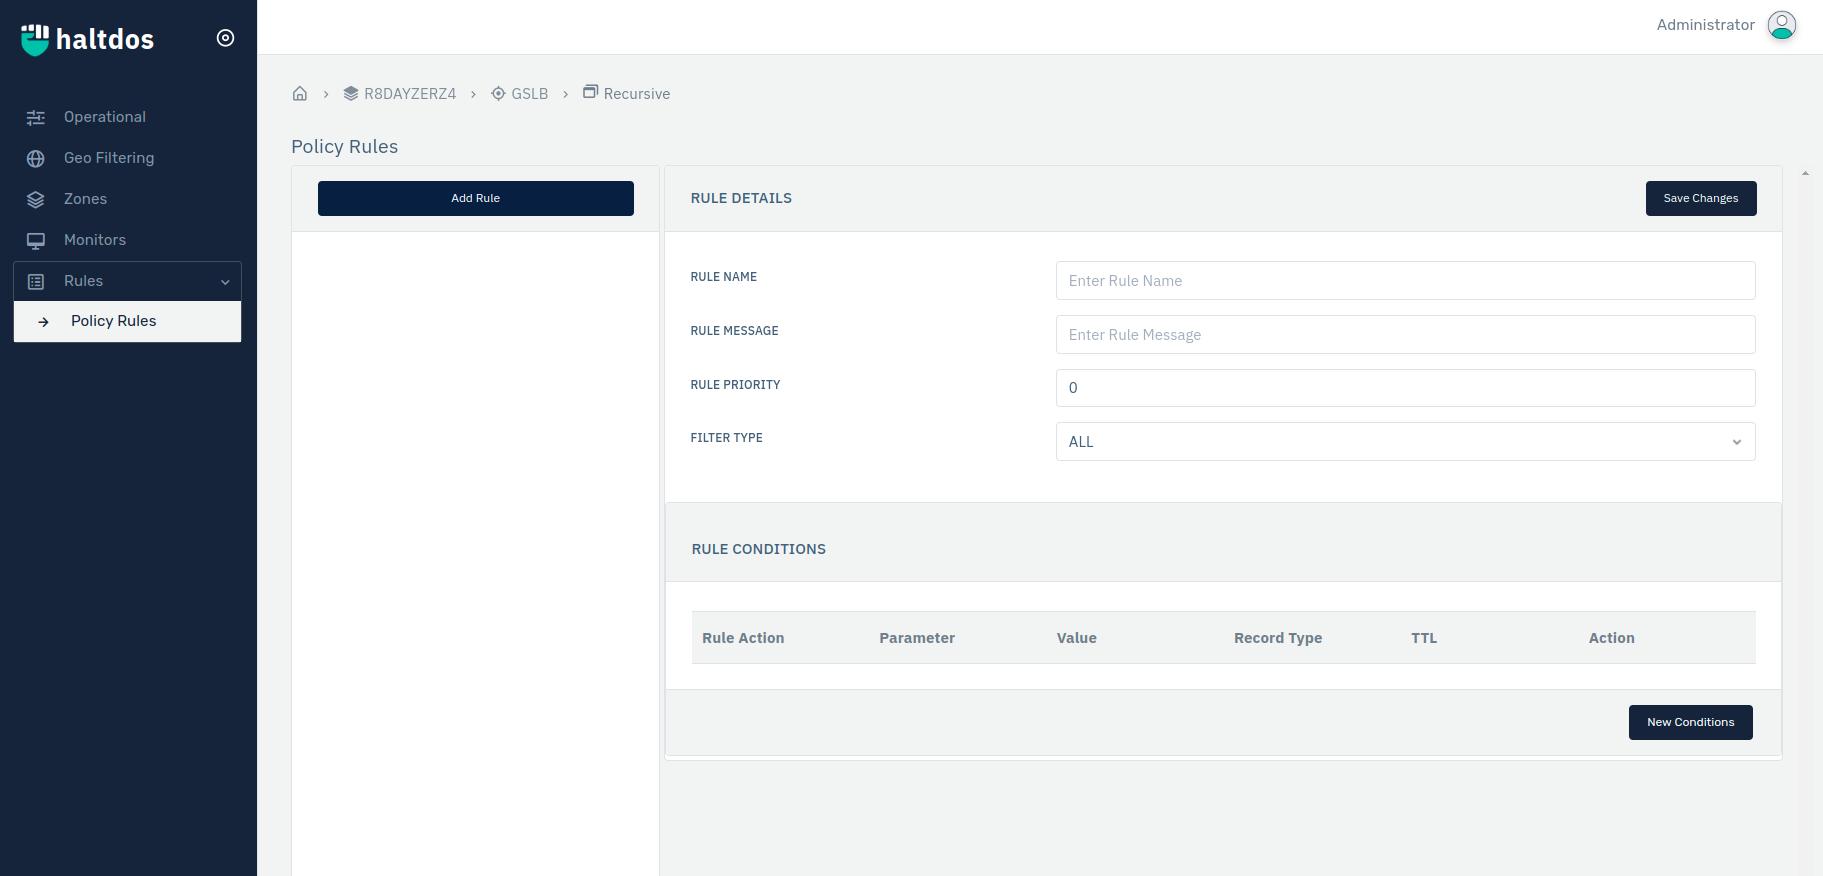 haltdos
Administrator
Operational
Geo Filtering
Zones
Monitors
Rules
Policy Rules
R8DAYZERZ4 GSLB Recursive
Policy Rules
Add Rule
RULE DETAILS
Save Changes
RULE NAME
Enter Rule Name
RULE MESSAGE
Enter Rule Message
RULE PRIORITY
0
FILTER TYPE
ALL
RULE CONDITIONS
Rule Action Parameter Value Record Type TTL Action
New Conditions